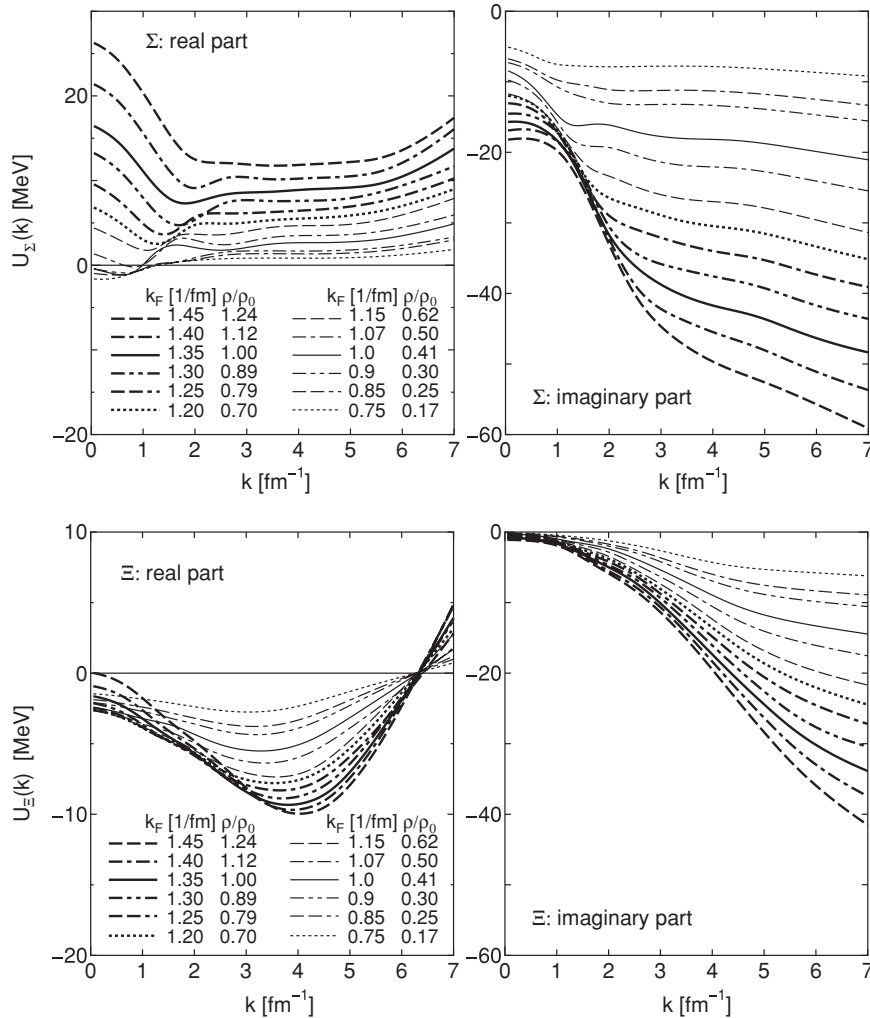 Σ: real part
20
0
−20
U_Σ(k) [MeV]
k_F [1/fm] ρ/ρ₀
1.45 1.24
1.40 1.12
1.35 1.00
1.30 0.89
1.25 0.79
1.20 0.70
k_F [1/fm] ρ/ρ₀
1.15 0.62
1.07 0.50
1.0 0.41
0.9 0.30
0.85 0.25
0.75 0.17
0 1 2 3 4 5 6 7
k [fm⁻¹]
0
−20
−40
−60
Σ: imaginary part
0 1 2 3 4 5 6 7
k [fm⁻¹]
10
0
−10
−20
U_Ξ(k) [MeV]
Ξ: real part
k_F [1/fm] ρ/ρ₀
1.45 1.24
1.40 1.12
1.35 1.00
1.30 0.89
1.25 0.79
1.20 0.70
k_F [1/fm] ρ/ρ₀
1.15 0.62
1.07 0.50
1.0 0.41
0.9 0.30
0.85 0.25
0.75 0.17
0 1 2 3 4 5 6 7
k [fm⁻¹]
0
−20
−40
−60
Ξ: imaginary part
0 1 2 3 4 5 6 7
k [fm⁻¹]